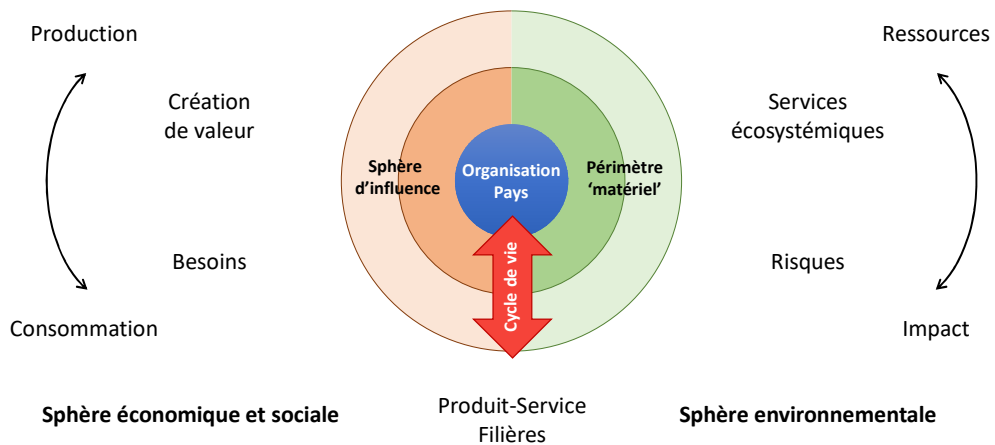 Production
Création
de valeur
Besoins
Consommation
Sphère économique et sociale
Sphère
d’influence
Organisation
Pays
Périmètre
‘matériel’
Cycle de vie
Produit-Service
Filières
Ressources
Services
écosystémiques
Risques
Impact
Sphère environnementale